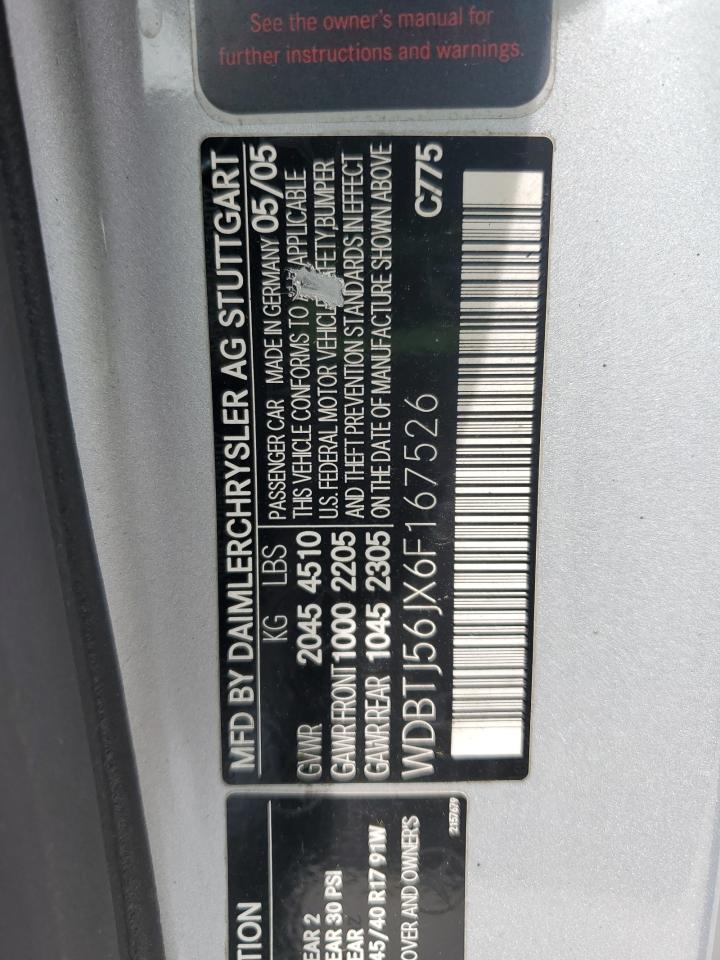 See the owner's manual for
further instructions and warnings.
MFD BY DAIMLERCHRYSLER AG STUTTGART
KG LBS
GVWR 2045 4510
GAWR FRONT 1000 2205
GAWR REAR 1045 2305
PASSENGER CAR MADE IN GERMANY 05/05
THIS VEHICLE CONFORMS TO APPLICABLE
U.S. FEDERAL MOTOR VEHICLE SAFETY, BUMPER
AND THEFT PREVENTION STANDARDS IN EFFECT
ON THE DATE OF MANUFACTURE SHOWN ABOVE
WDBTJ56JX6F167526 C775
TION
EAR 2
EAR 30 PSI
EAR
45/40 R17 91W
OVER AND OWNER'S
2157679